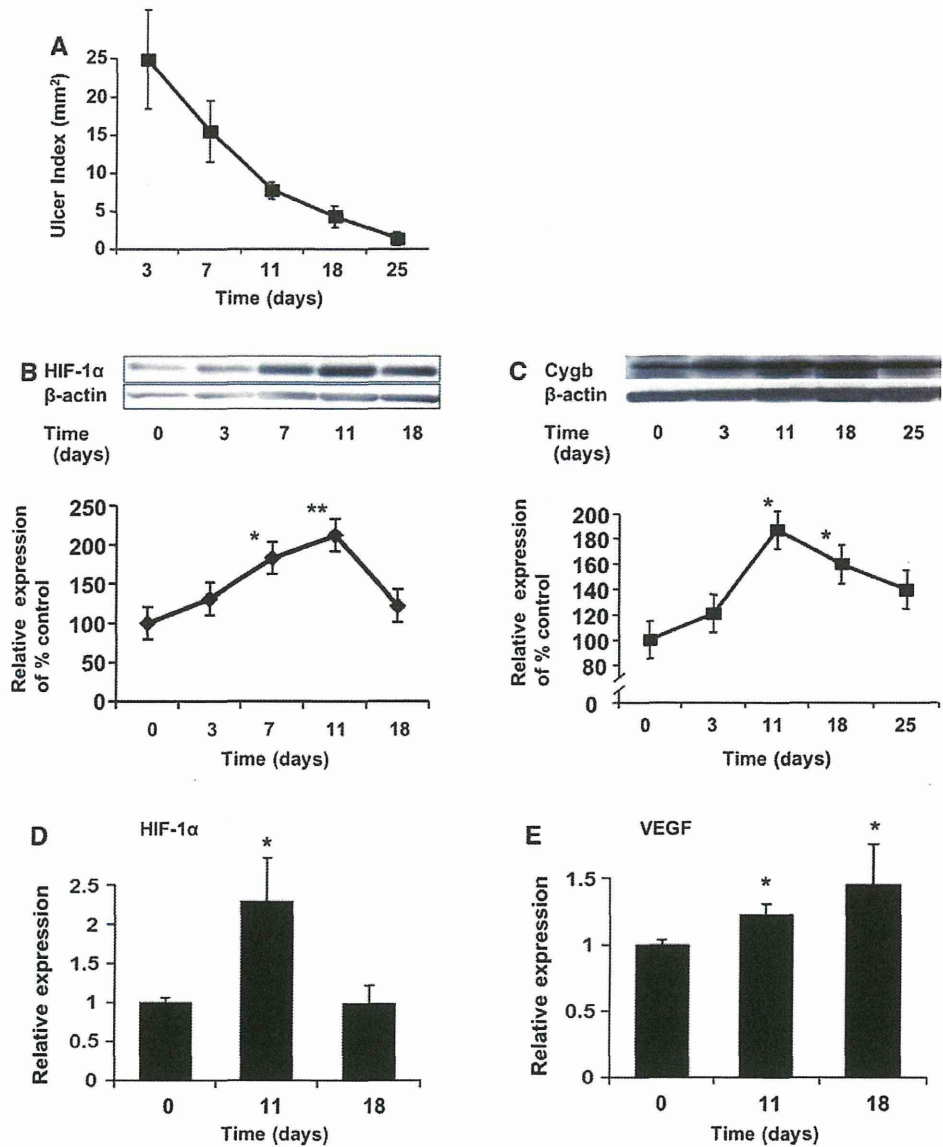 A
Ulcer Index (mm²)
25
20
15
10
5
0
3 7 11 18 25
Time (days)
B
HIF-1α
β-actin
Time (days)
0 3 7 11 18
Relative expression of % control
250
200
150
100
50
0
* **
0 3 7 11 18
Time (days)
C
Cygb
β-actin
Time (days)
0 3 11 18 25
Relative expression of % control
200
180
160
140
120
100
80
0
* *
0 3 11 18 25
Time (days)
D
HIF-1α
Relative expression
2.5
2
1.5
1
0.5
0
*
0 11 18
Time (days)
E
VEGF
Relative expression
1.5
1
0.5
0
* *
0 11 18
Time (days)